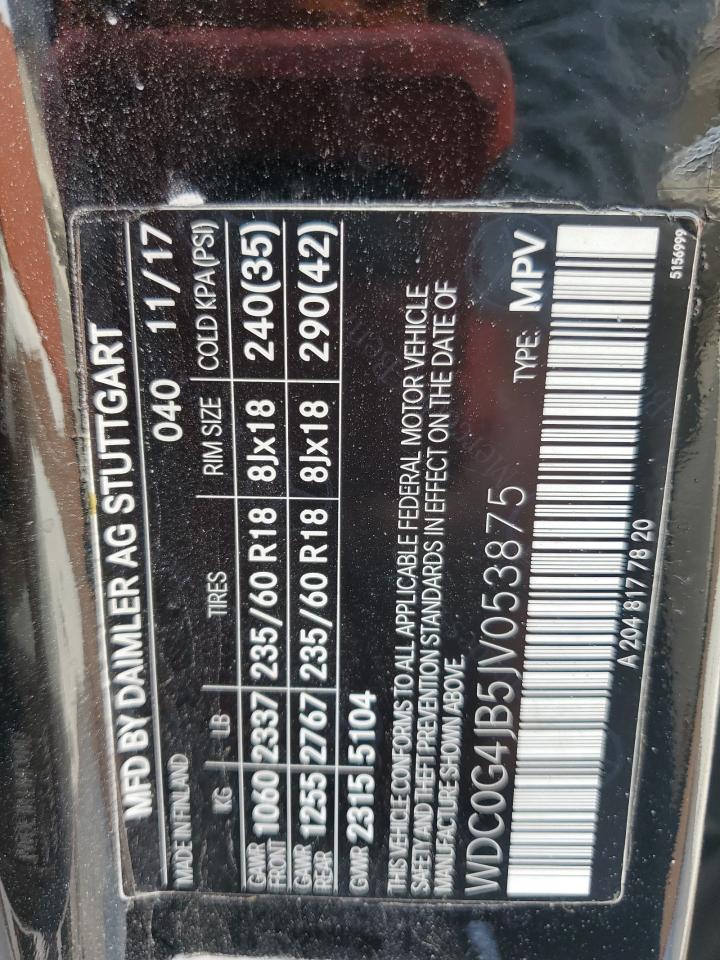 MFD BY DAIMLER AG STUTTGART
MADE IN FINLAND 040 11/17
KG LB TIRES RIM SIZE COLD KPA(PSI)
GAWR FRONT 1060 2337 235/60 R18 8Jx18 240(35)
GAWR REAR 1255 2767 235/60 R18 8Jx18 290(42)
GVWR 2315 5104
THIS VEHICLE CONFORMS TO ALL APPLICABLE FEDERAL MOTOR VEHICLE
SAFETY AND THEFT PREVENTION STANDARDS IN EFFECT ON THE DATE OF
MANUFACTURE SHOWN ABOVE.
WDC0G4JB5JV053875 TYPE: MPV
A 204 817 78 20 5156999